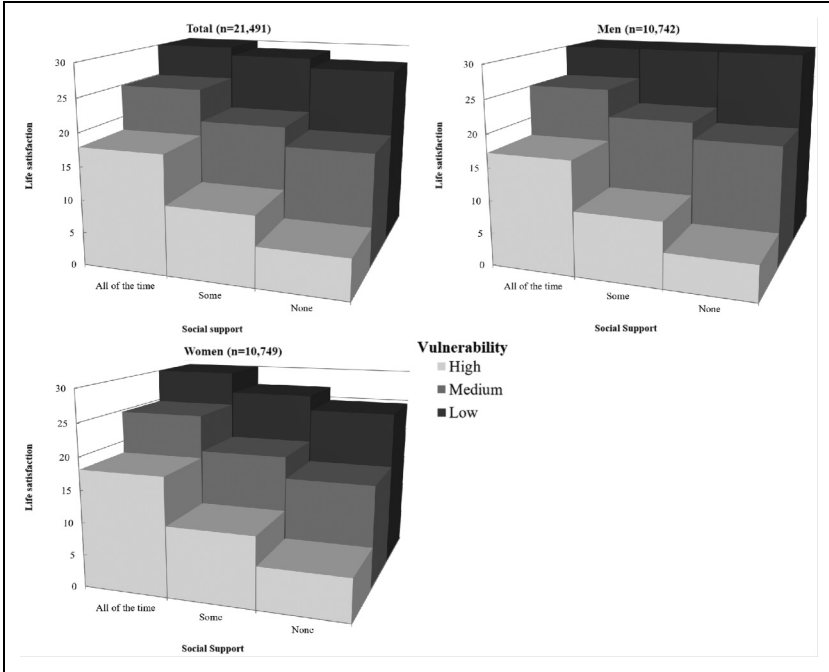 Total (n=21,491)
30
25
20
15
10
5
0
Life satisfaction
All of the time
Some
None
Social support
Men (n=10,742)
30
25
20
15
10
5
0
Life satisfaction
All of the time
Some
None
Social Support
Women (n=10,749)
30
25
20
15
10
5
0
Life satisfaction
All of the time
Some
None
Social Support
Vulnerability
High
Medium
Low